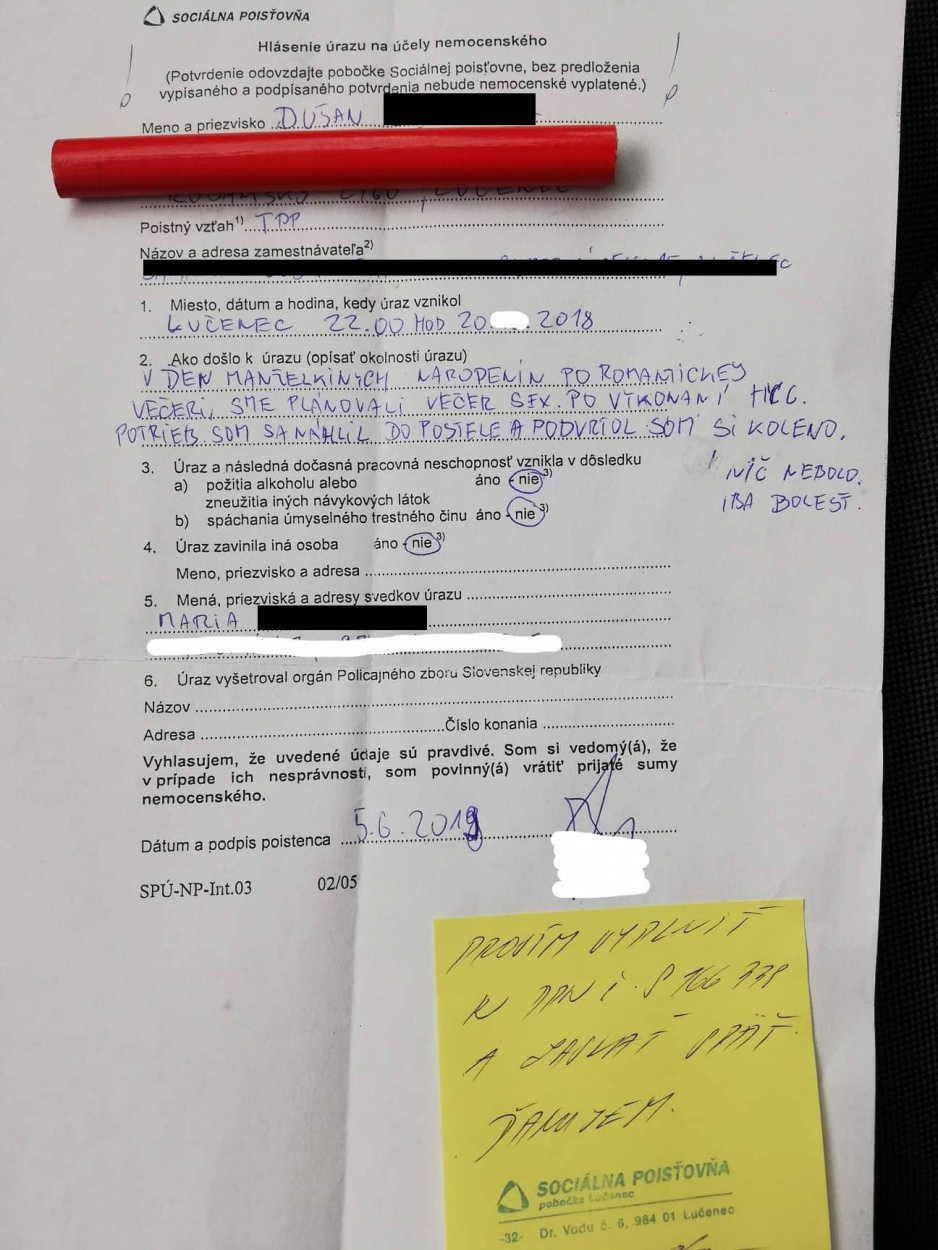 SOCIÁLNA POISŤOVŇA
Hlásenie úrazu na účely nemocenského
(Potvrdenie odovzdajte pobočke Sociálnej poisťovne, bez predloženia
vypísaného a podpísaného potvrdenia nebude nemocenské vyplatené.)
Meno a priezvisko DUŠAN
Poistný vzťah1) TPP
Názov a adresa zamestnávateľa2)
1. Miesto, dátum a hodina, kedy úraz vznikol
LUČENEC 22.00 HOD 20 2018
2. Ako došlo k úrazu (opísať okolnosti úrazu)
V DEN MANŽELKINÝCH NARODENÍN PO ROMANTICKEJ
VEČERI, SME PLÁNOVALI VEČER SEX. PO VYKONANÍ HYG.
POTRIEB SOM SA NÁHLIL DO POSTELE A PODVRTOL SOM SI KOLENO.
NIČ NEBOLO.
IBA BOLESŤ.
3. Úraz a následná dočasná pracovná neschopnosť vznikla v dôsledku
a) požitia alkoholu alebo áno - nie3)
zneužitia iných návykových látok
b) spáchania úmyselného trestného činu áno - nie3)
4. Úraz zavinila iná osoba áno - nie3)
Meno, priezvisko a adresa
5. Mená, priezviská a adresy svedkov úrazu
MARIA
6. Úraz vyšetroval orgán Policajného zboru Slovenskej republiky
Názov
Adresa Číslo konania
Vyhlasujem, že uvedené údaje sú pravdivé. Som si vedomý(á), že
v prípade ich nesprávnosti, som povinný(á) vrátiť prijaté sumy
nemocenského.
Dátum a podpis poistenca 5.6.2019
SPÚ-NP-Int.03 02/05
PROSÍM VYPLNIŤ
K DPN č. S 166 338
A ZASLAŤ SPÄŤ
ĎAKUJEM.
SOCIÁLNA POISŤOVŇA
pobočka Lučenec
-32- Dr. Vodu č. 6, 984 01 Lučenec